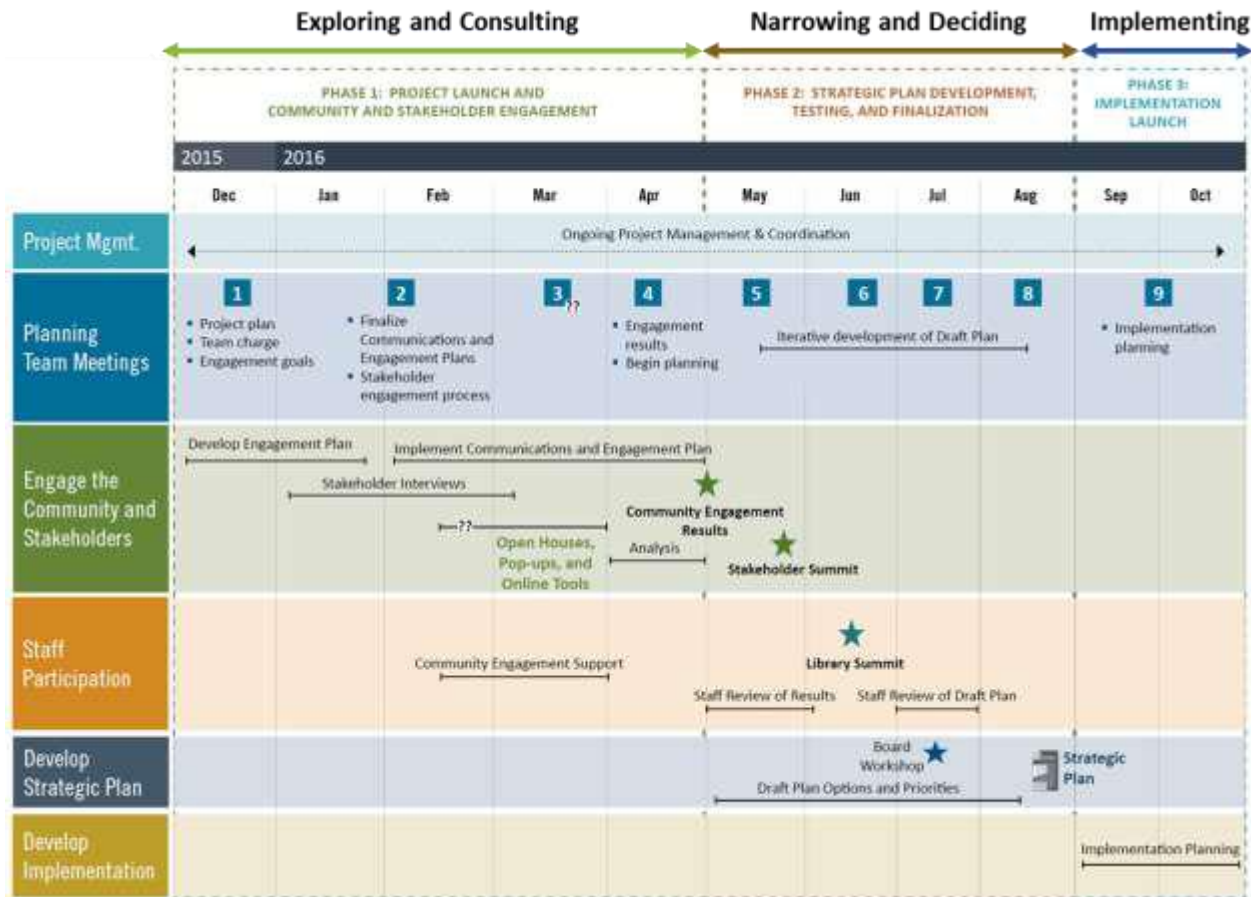 Exploring and Consulting
Narrowing and Deciding
Implementing
PHASE 1: PROJECT LAUNCH AND
COMMUNITY AND STAKEHOLDER ENGAGEMENT
PHASE 2: STRATEGIC PLAN DEVELOPMENT,
TESTING, AND FINALIZATION
PHASE 3:
IMPLEMENTATION
LAUNCH
2015
2016
Dec
Jan
Feb
Mar
Apr
May
Jun
Jul
Aug
Sep
Oct
Project Mgmt.
Ongoing Project Management & Coordination
Planning
Team Meetings
1
• Project plan
• Team charge
• Engagement goals
2
• Finalize
Communications and
Engagement Plans
• Stakeholder
engagement process
3
??
4
• Engagement
results
• Begin planning
5
6
7
8
Iterative development of Draft Plan
9
• Implementation
planning
Engage the
Community and
Stakeholders
Develop Engagement Plan
Implement Communications and Engagement Plan
Stakeholder Interviews
Community Engagement
Results
??
Open Houses,
Pop-ups, and
Online Tools
Analysis
Stakeholder Summit
Staff
Participation
Community Engagement Support
Library Summit
Staff Review of Results
Staff Review of Draft Plan
Develop
Strategic Plan
Board
Workshop
Strategic
Plan
Draft Plan Options and Priorities
Develop
Implementation
Implementation Planning